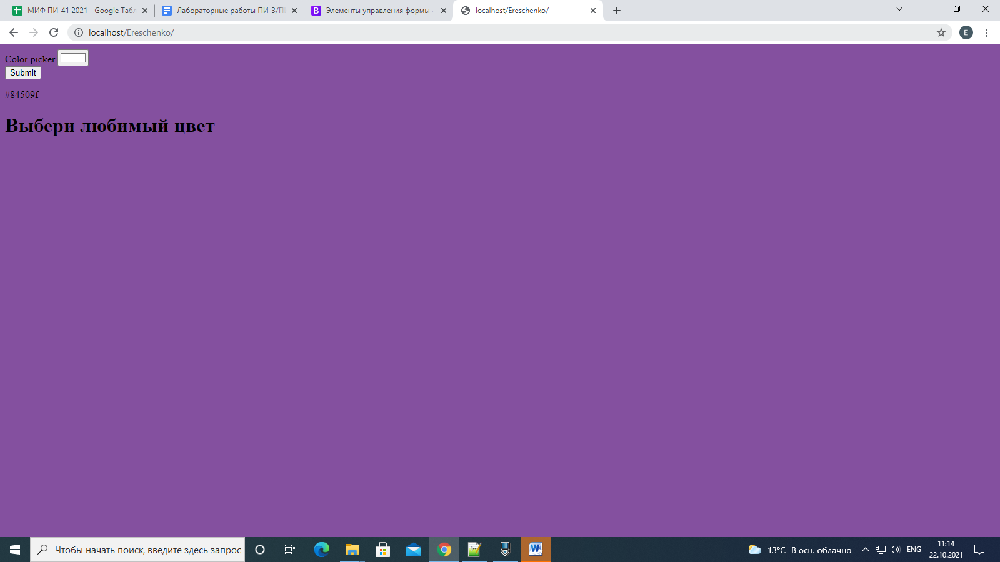 МИФ ПИ-41 2021 - Google Табл
Лабораторные работы ПИ-3/П
Элементы управления формы
localhost/Ereschenko/
localhost/Ereschenko/
E
Color picker
Submit
#84509f
Выбери любимый цвет
Чтобы начать поиск, введите здесь запрос
13°C В осн. облачно
ENG
11:14
22.10.2021